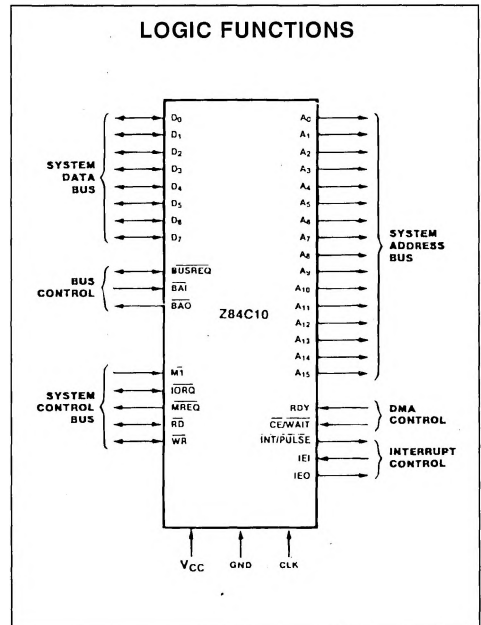 LOGIC FUNCTIONS
SYSTEM
DATA
BUS
D0
D1
D2
D3
D4
D5
D6
D7
BUS
CONTROL
BUSREQ
BAI
BAO
SYSTEM
CONTROL
BUS
M1
IORQ
MREQ
RD
WR
Z84C10
A0
A1
A2
A3
A4
A5
A6
A7
A8
A9
A10
A11
A12
A13
A14
A15
SYSTEM
ADDRESS
BUS
RDY
CE/WAIT
DMA
CONTROL
INT/PULSE
IEI
IEO
INTERRUPT
CONTROL
VCC GND CLK